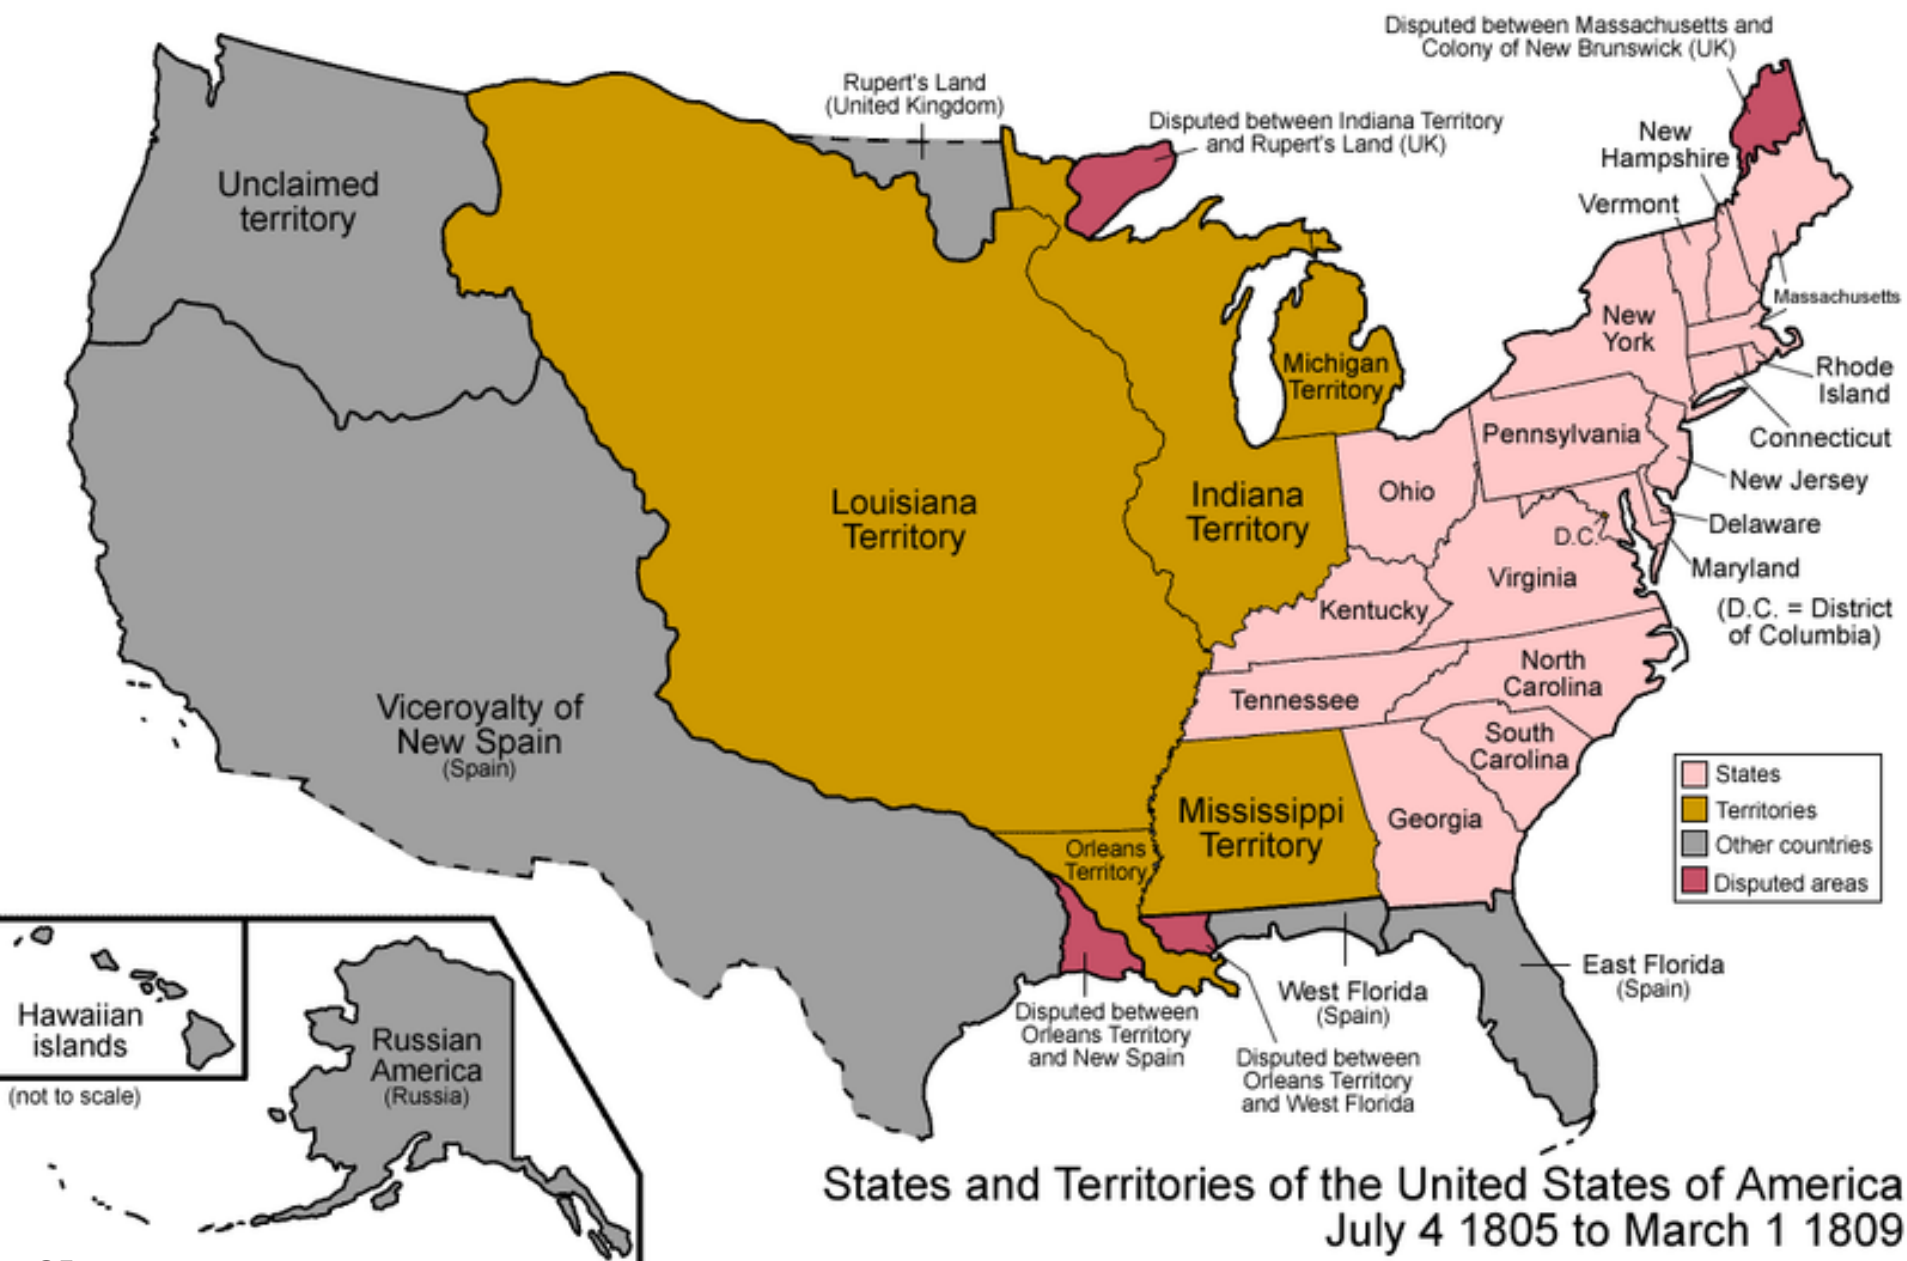 Disputed between Massachusetts and
Colony of New Brunswick (UK)
Rupert's Land
(United Kingdom)
Disputed between Indiana Territory
and Rupert's Land (UK)
New
Hampshire
Vermont
Unclaimed
territory
Massachusetts
New
York
Michigan
Territory
Rhode
Island
Pennsylvania
Connecticut
New Jersey
Ohio
Louisiana
Territory
Indiana
Territory
Delaware
D.C.
Maryland
Virginia
Kentucky
(D.C. = District
of Columbia)
North
Carolina
Tennessee
Viceroyalty of
New Spain
(Spain)
South
Carolina
States
Territories
Other countries
Disputed areas
Mississippi
Territory
Georgia
Orleans
Territory
East Florida
(Spain)
West Florida
(Spain)
Disputed between
Orleans Territory
and New Spain
Disputed between
Orleans Territory
and West Florida
Hawaiian
islands
(not to scale)
Russian
America
(Russia)
States and Territories of the United States of America
July 4 1805 to March 1 1809